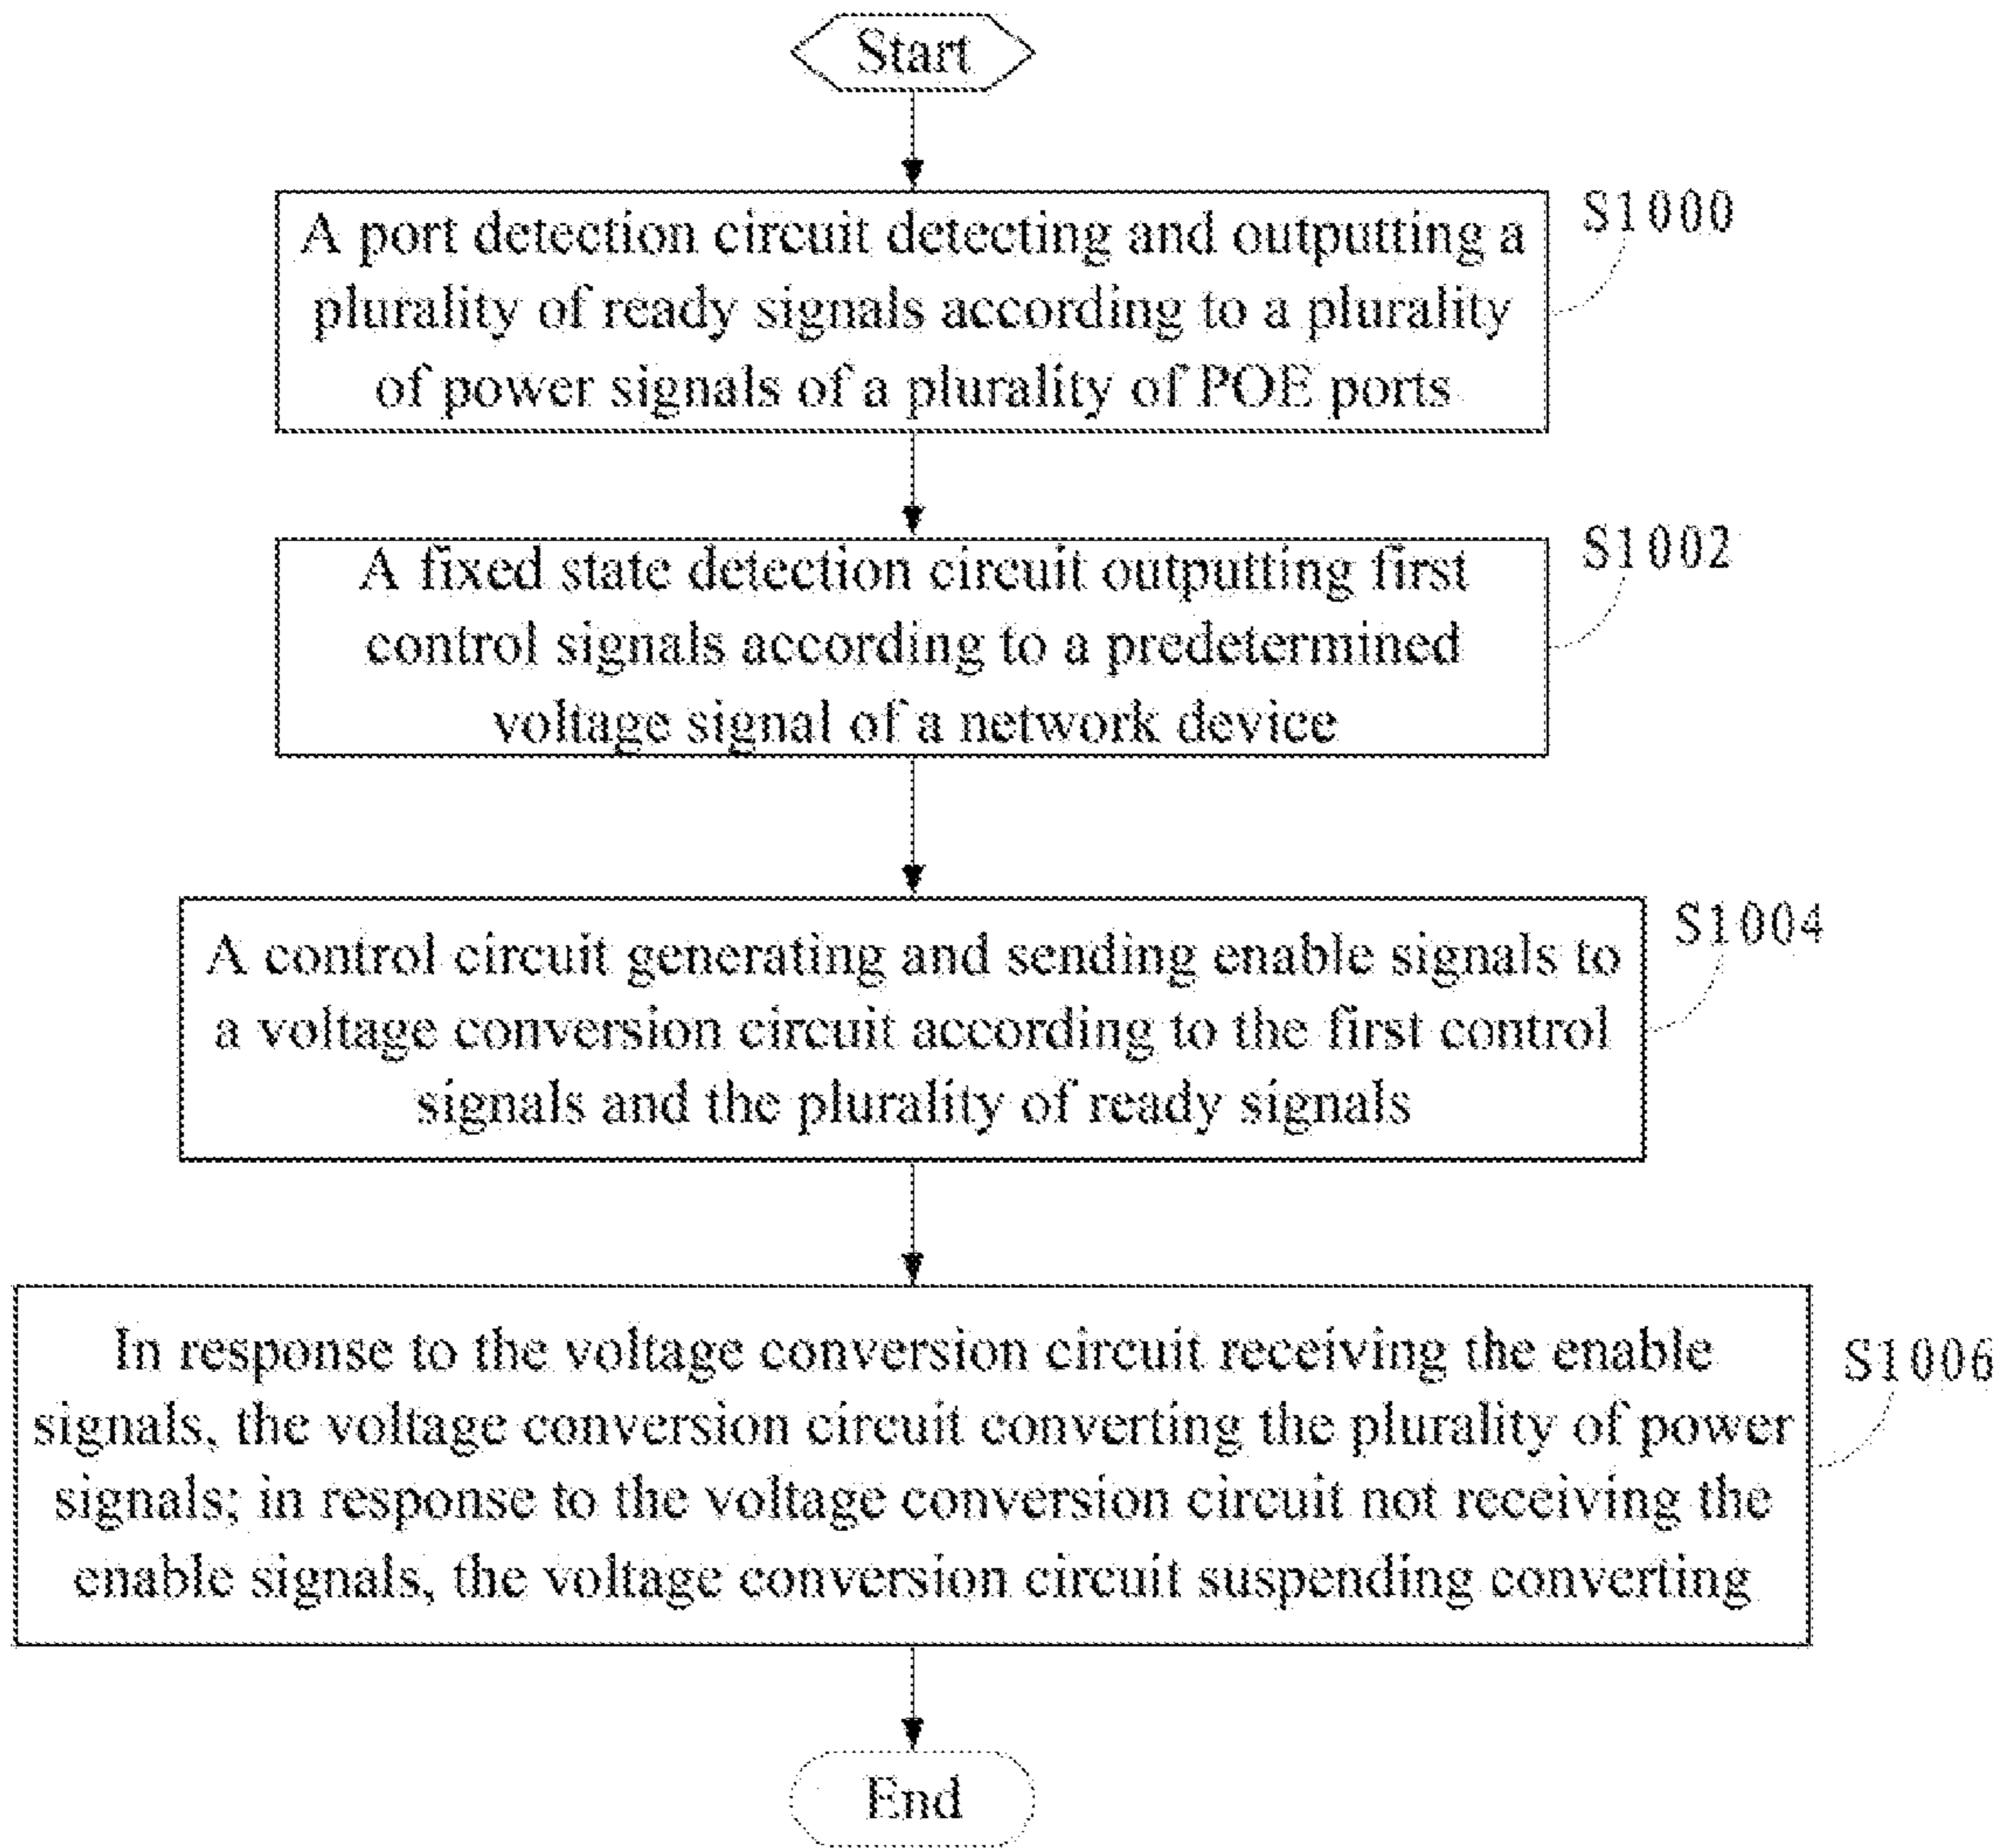 Start
A port detection circuit detecting and outputting a
plurality of ready signals according to a plurality
of power signals of a plurality of POE ports
S1000
A fixed state detection circuit outputting first
control signals according to a predetermined
voltage signal of a network device
S1002
A control circuit generating and sending enable signals to
a voltage conversion circuit according to the first control
signals and the plurality of ready signals
S1004
In response to the voltage conversion circuit receiving the enable
signals, the voltage conversion circuit converting the plurality of power
signals; in response to the voltage conversion circuit not receiving the
enable signals, the voltage conversion circuit suspending converting
S1006
End